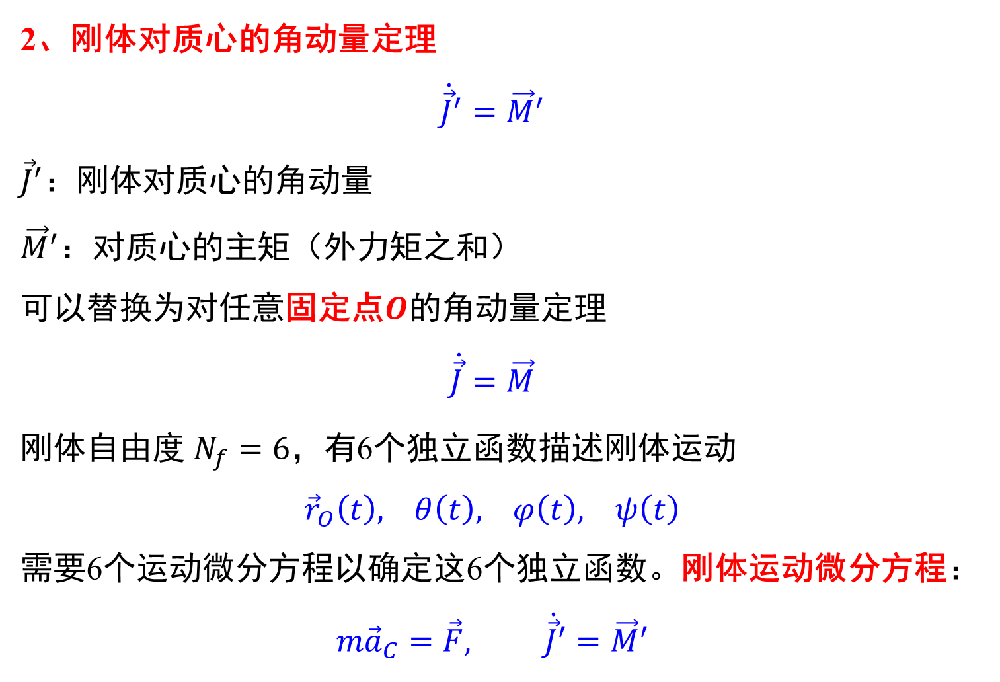 2、刚体对质心的角动量定理
$\dot{\vec{J}}' = \vec{M}'$
$\vec{J}'$：刚体对质心的角动量
$\vec{M}'$：对质心的主矩（外力矩之和）
可以替换为对任意固定点$O$的角动量定理
$\dot{\vec{J}} = \vec{M}$
刚体自由度 $N_f = 6$，有6个独立函数描述刚体运动
$\vec{r}_O(t),\quad \theta(t),\quad \varphi(t),\quad \psi(t)$
需要6个运动微分方程以确定这6个独立函数。刚体运动微分方程：
$m\vec{a}_C = \vec{F},\quad \dot{\vec{J}}' = \vec{M}'$